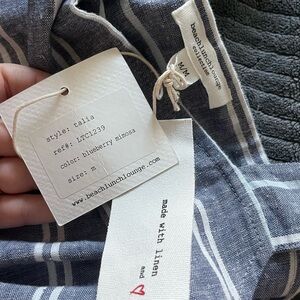 beachlunchlounge
collection
M/M
style: talia
ref#: LTC1239
color: blueberry mimosa
size: m
www.beachlunchlounge.com
made with linen
and